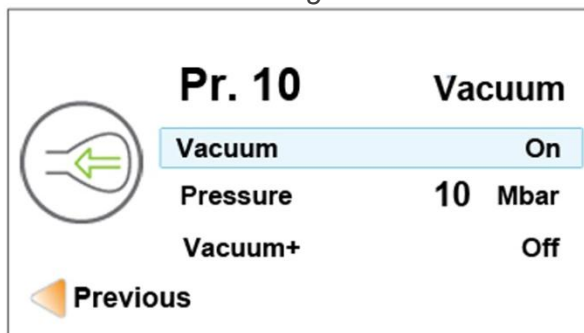 Pr. 10 Vacuum
Vacuum On
Pressure 10 Mbar
Vacuum+ Off
Previous